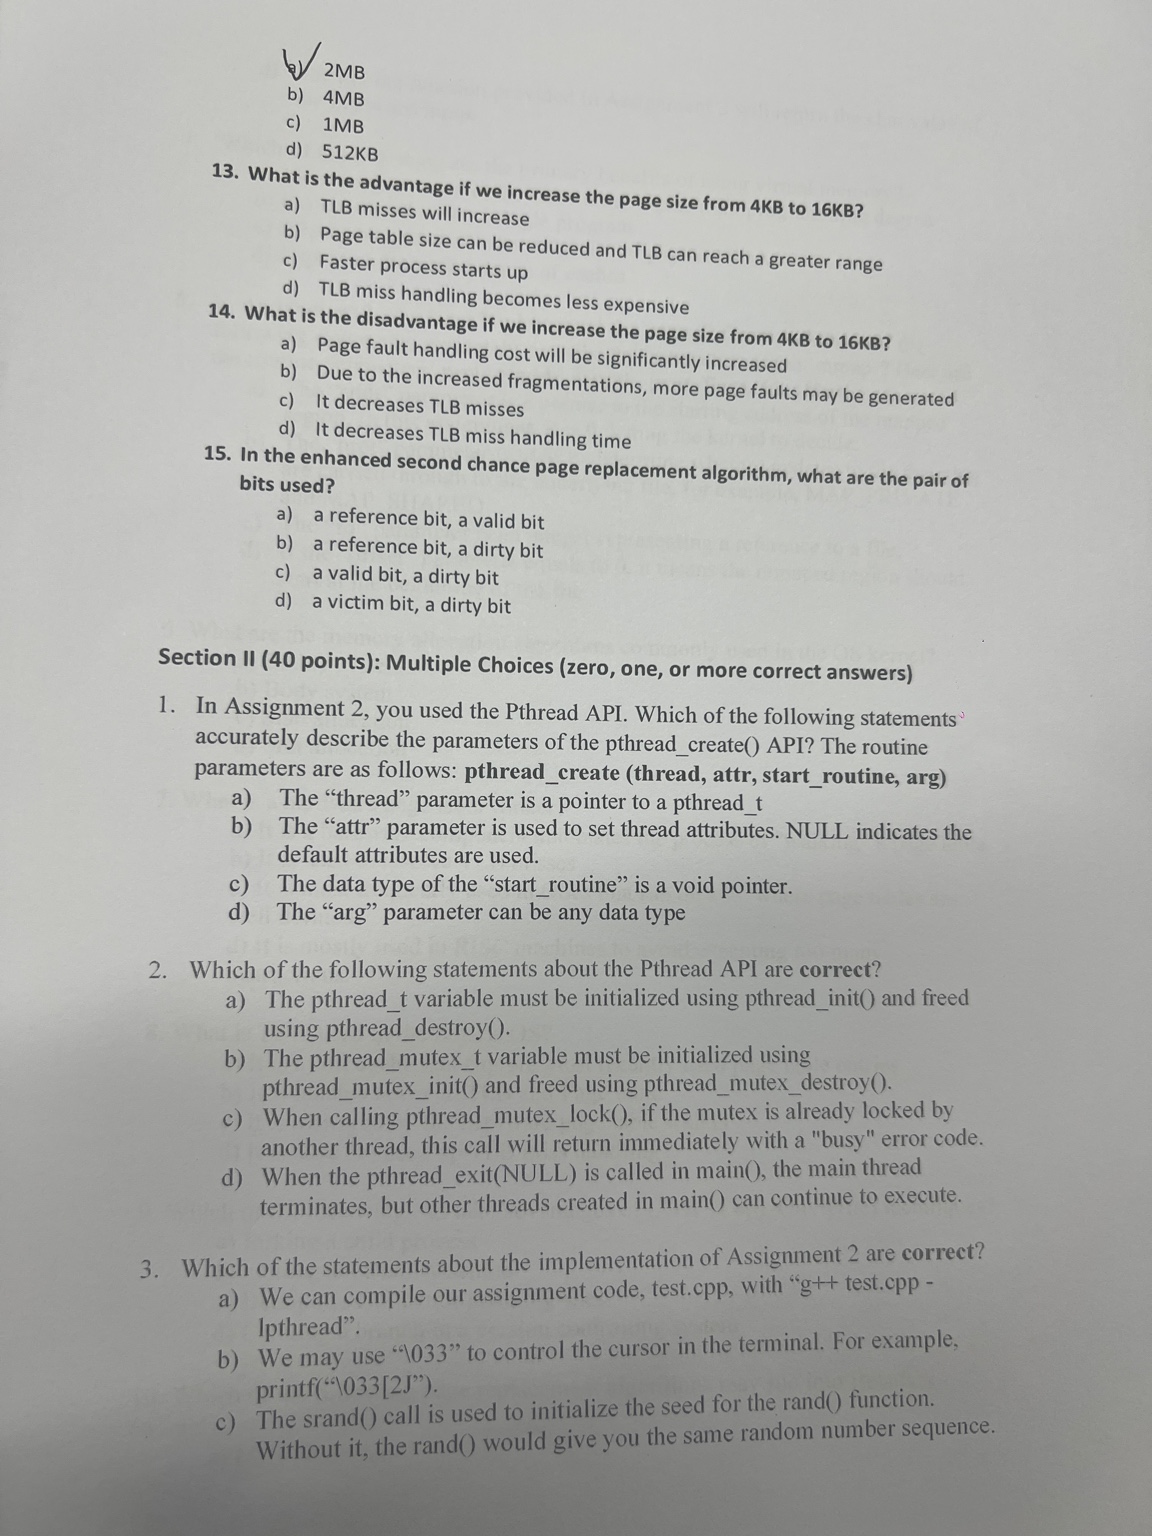 a) 2MB
b) 4MB
c) 1MB
d) 512KB
13. What is the advantage if we increase the page size from 4KB to 16KB?
a) TLB misses will increase
b) Page table size can be reduced and TLB can reach a greater range
c) Faster process starts up
d) TLB miss handling becomes less expensive
14. What is the disadvantage if we increase the page size from 4KB to 16KB?
a) Page fault handling cost will be significantly increased
b) Due to the increased fragmentations, more page faults may be generated
c) It decreases TLB misses
d) It decreases TLB miss handling time
15. In the enhanced second chance page replacement algorithm, what are the pair of
bits used?
a) a reference bit, a valid bit
b) a reference bit, a dirty bit
c) a valid bit, a dirty bit
d) a victim bit, a dirty bit
Section II (40 points): Multiple Choices (zero, one, or more correct answers)
1. In Assignment 2, you used the Pthread API. Which of the following statements
accurately describe the parameters of the pthread_create() API? The routine
parameters are as follows: pthread_create (thread, attr, start_routine, arg)
a) The “thread” parameter is a pointer to a pthread_t
b) The “attr” parameter is used to set thread attributes. NULL indicates the
default attributes are used.
c) The data type of the “start_routine” is a void pointer.
d) The “arg” parameter can be any data type
2. Which of the following statements about the Pthread API are correct?
a) The pthread_t variable must be initialized using pthread_init() and freed
using pthread_destroy().
b) The pthread_mutex_t variable must be initialized using
pthread_mutex_init() and freed using pthread_mutex_destroy().
c) When calling pthread_mutex_lock(), if the mutex is already locked by
another thread, this call will return immediately with a "busy" error code.
d) When the pthread_exit(NULL) is called in main(), the main thread
terminates, but other threads created in main() can continue to execute.
3. Which of the statements about the implementation of Assignment 2 are correct?
a) We can compile our assignment code, test.cpp, with “g++ test.cpp -
lpthread”.
b) We may use “\033” to control the cursor in the terminal. For example,
printf(“\033[2J”).
c) The srand() call is used to initialize the seed for the rand() function.
Without it, the rand() would give you the same random number sequence.